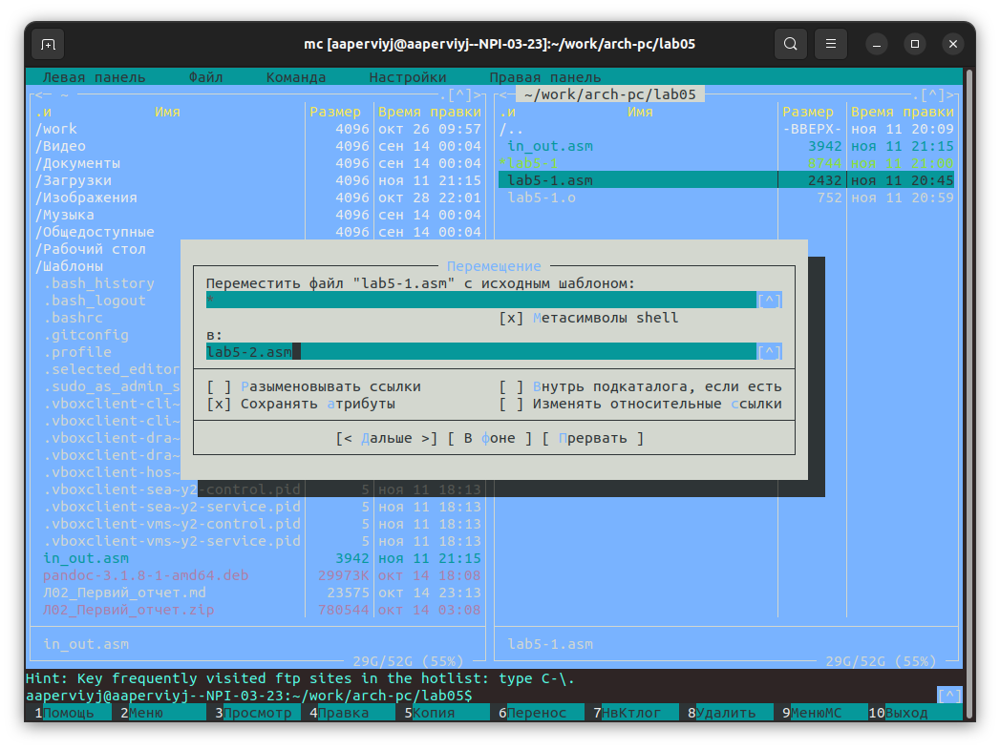 mc [aaperviyj@aaperviyj--NPI-03-23]:~/work/arch-pc/lab05
Левая панель Файл Команда Настройки Правая панель
<- ~ .[^]> <- ~/work/arch-pc/lab05 .[^]>
.и Имя Размер Время правки .и Имя Размер Время правки
/work 4096 окт 26 09:57 /.. -ВВЕРХ- ноя 11 20:09
/Видео 4096 сен 14 00:04 in_out.asm 3942 ноя 11 21:15
/Документы 4096 сен 14 00:04 *lab5-1 8744 ноя 11 21:00
/Загрузки 4096 ноя 11 21:15 lab5-1.asm 2432 ноя 11 20:45
/Изображения 4096 окт 28 22:01 lab5-1.o 752 ноя 11 20:59
/Музыка 4096 сен 14 00:04
/Общедоступные 4096 сен 14 00:04
/Рабочий стол
/Шаблоны
.bash_history
.bash_logout
.bashrc
.gitconfig
.profile
.selected_editor
.sudo_as_admin_s
.vboxclient-cli~
.vboxclient-cli~
.vboxclient-dra~
.vboxclient-dra~
.vboxclient-hos~
.vboxclient-sea~y2-control.pid 5 ноя 11 18:13
.vboxclient-sea~y2-service.pid 5 ноя 11 18:13
.vboxclient-vms~y2-control.pid 5 ноя 11 18:13
.vboxclient-vms~y2-service.pid 5 ноя 11 18:13
in_out.asm 3942 ноя 11 21:15
pandoc-3.1.8-1-amd64.deb 29973K окт 14 18:08
Л02_Первий_отчет.md 23575 окт 14 23:13
Л02_Первий_отчет.zip 780544 окт 14 03:08
in_out.asm lab5-1.asm
29G/52G (55%) 29G/52G (55%)
Перемещение
Переместить файл "lab5-1.asm" с исходным шаблоном:
* [^]
[x] Метасимволы shell
в:
lab5-2.asm [^]
[ ] Разыменовывать ссылки [ ] Внутрь подкаталога, если есть
[x] Сохранять атрибуты [ ] Изменять относительные ссылки
[< Дальше >] [ В фоне ] [ Прервать ]
Hint: Key frequently visited ftp sites in the hotlist: type C-\.
aaperviyj@aaperviyj--NPI-03-23:~/work/arch-pc/lab05$ [^]
1Помощь 2Меню 3Просмотр 4Правка 5Копия 6Перенос 7НвКтлог 8Удалить 9МенюМС 10Выход